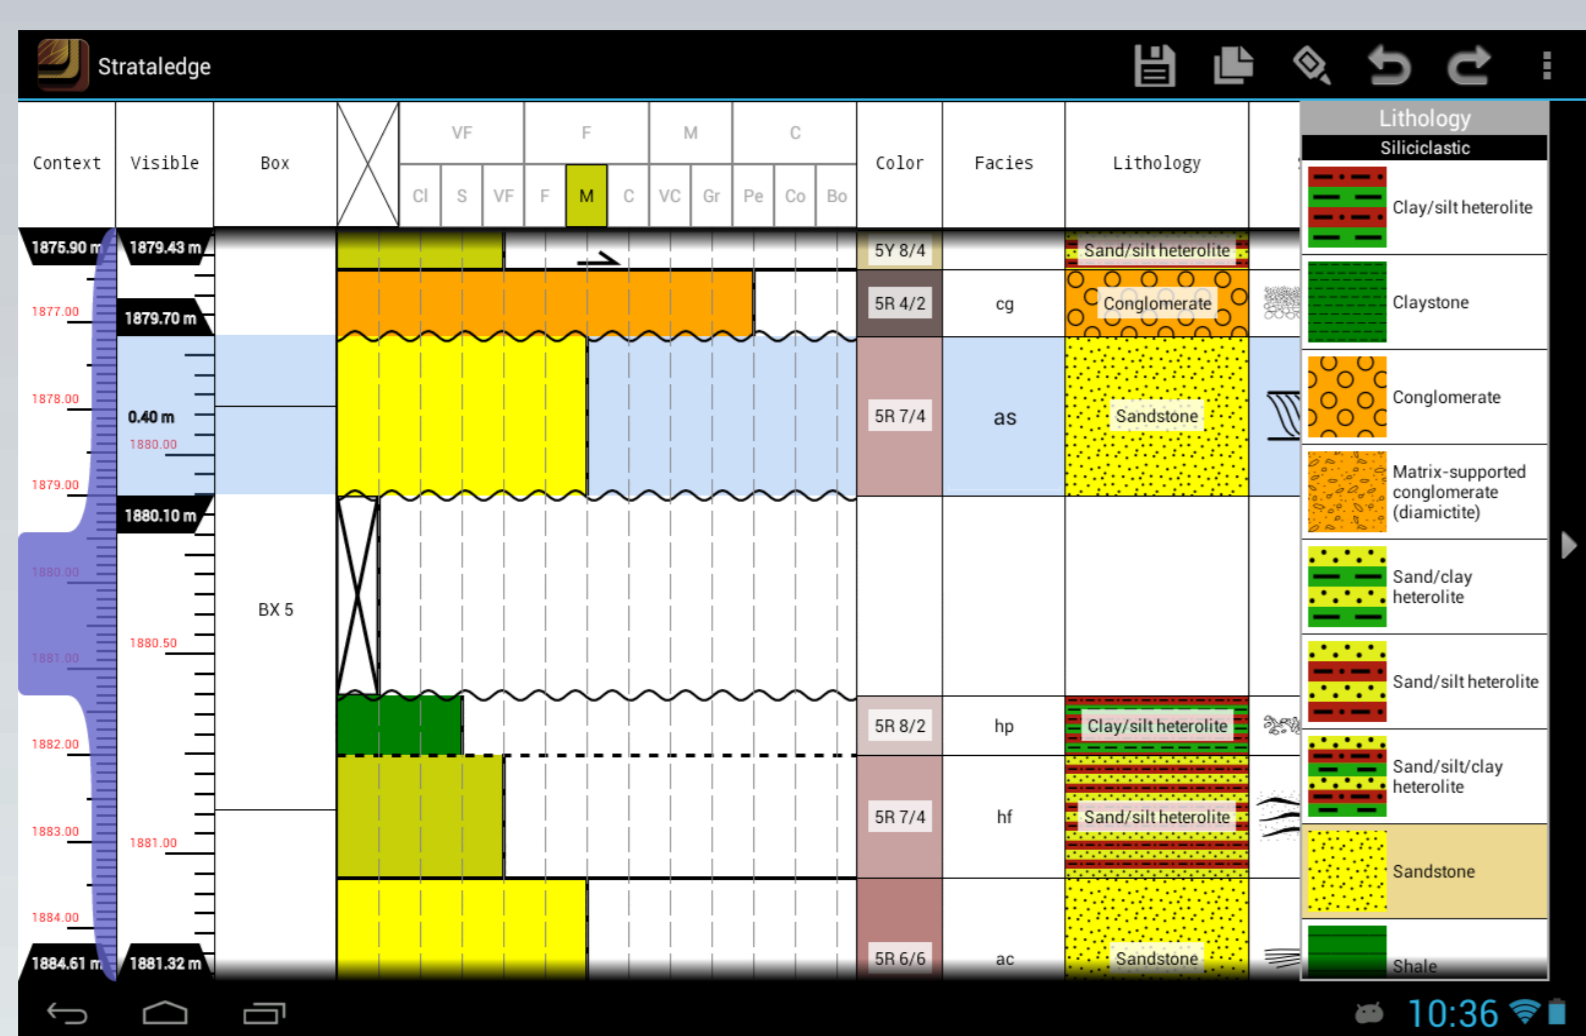 Strataledge
Context
Visible
Box
VF
F
M
C
Cl
S
VF
F
M
C
VC
Gr
Pe
Co
Bo
Color
Facies
Lithology
Lithology
Siliciclastic
Clay/silt heterolite
Claystone
Conglomerate
Matrix-supported
conglomerate
(diamictite)
Sand/clay
heterolite
Sand/silt heterolite
Sand/silt/clay
heterolite
Sandstone
Shale
1875.90 m
1877.00
1878.00
1879.00
1880.00
1881.00
1882.00
1883.00
1884.00
1884.61 m
1879.43 m
1879.70 m
0.40 m
1880.00
1880.10 m
1880.50
1881.00
1881.32 m
BX 5
5Y 8/4
Sand/silt heterolite
5R 4/2
cg
Conglomerate
5R 7/4
as
Sandstone
5R 8/2
hp
Clay/silt heterolite
5R 7/4
hf
Sand/silt heterolite
5R 6/6
ac
Sandstone
10:36